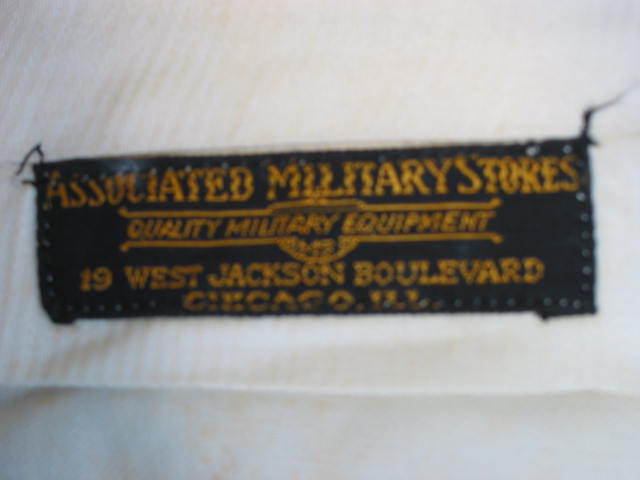 ASSOCIATED MILITARY STORES
QUALITY MILITARY EQUIPMENT
19 WEST JACKSON BOULEVARD
CHICAGO, ILL.